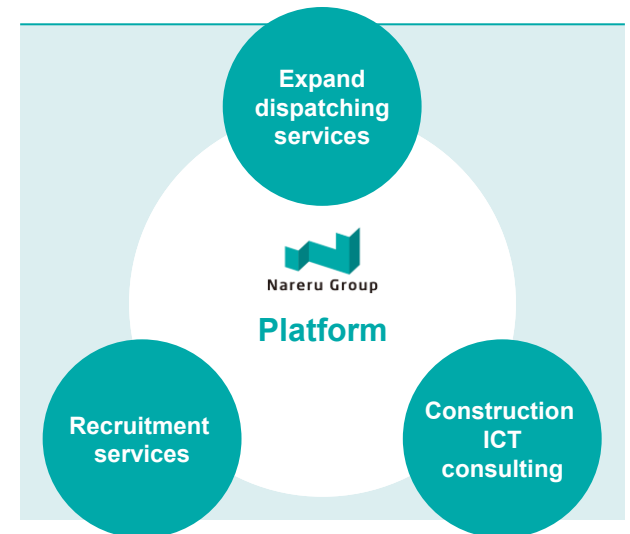 Expand
dispatching
services
Nareru Group
Platform
Recruitment
services
Construction
ICT
consulting